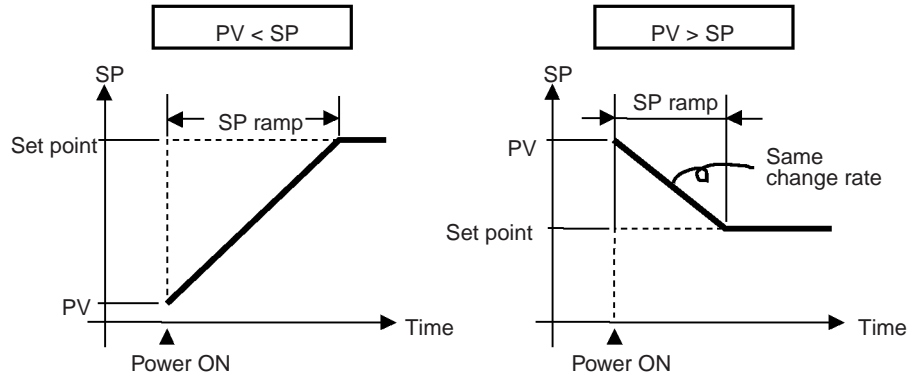 PV < SP
SP
SP ramp
Set point
PV
Time
Power ON
PV > SP
SP
SP ramp
PV
Same
change rate
Set point
Time
Power ON